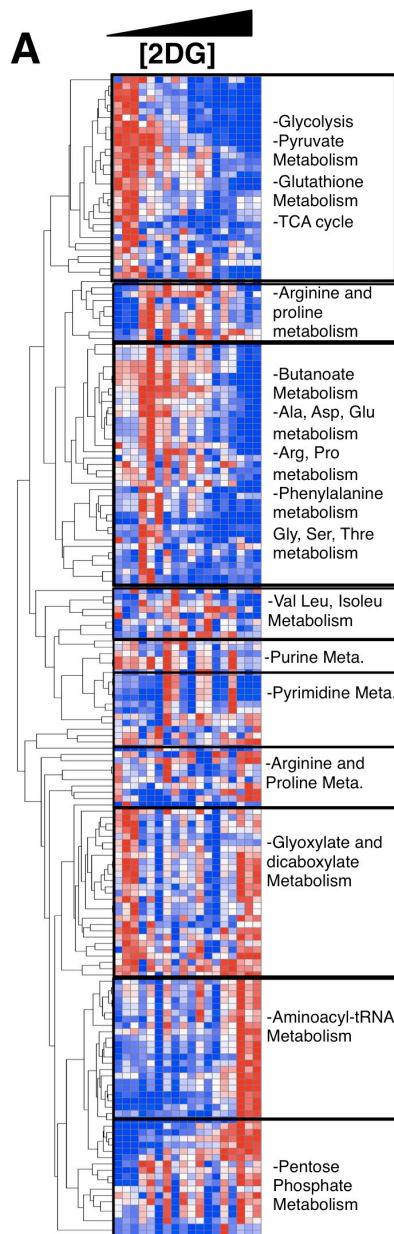 A
[2DG]
-Glycolysis
-Pyruvate
Metabolism
-Glutathione
Metabolism
-TCA cycle
-Arginine and
proline
metabolism
-Butanoate
Metabolism
-Ala, Asp, Glu
metabolism
-Arg, Pro
metabolism
-Phenylalanine
metabolism
Gly, Ser, Thre
metabolism
-Val Leu, Isoleu
Metabolism
-Purine Meta.
-Pyrimidine Meta.
-Arginine and
Proline Meta.
-Glyoxylate and
dicaboxylate
Metabolism
-Aminoacyl-tRNA
Metabolism
-Pentose
Phosphate
Metabolism